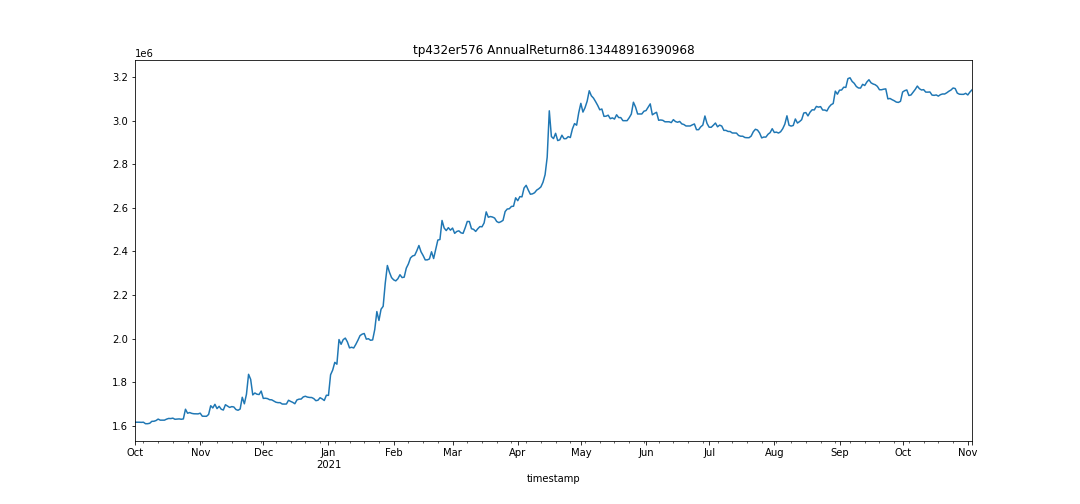 tp432er576 AnnualReturn86.13448916390968
1e6
3.2
3.0
2.8
2.6
2.4
2.2
2.0
1.8
1.6
Oct Nov Dec Jan Feb Mar Apr May Jun Jul Aug Sep Oct Nov
2021
timestamp